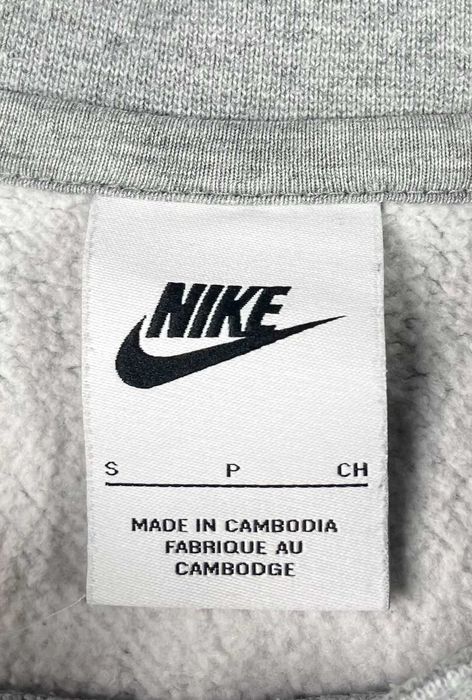 NIKE
S P CH
MADE IN CAMBODIA
FABRIQUE AU
CAMBODGE